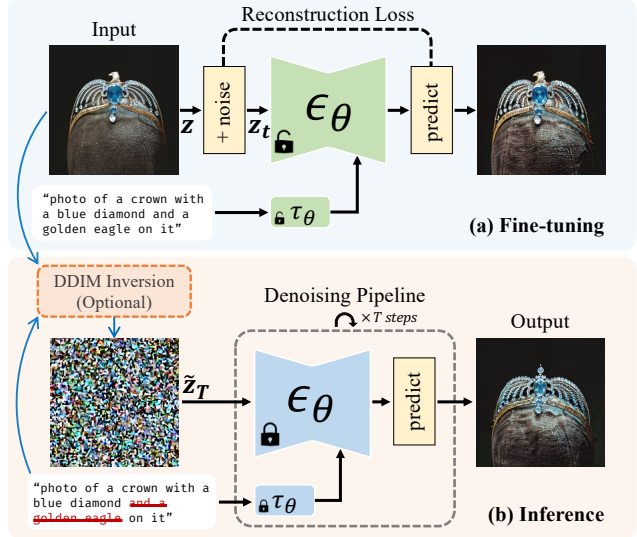 Reconstruction Loss
Input
z
+ noise
z_t
ϵ_θ
predict
"photo of a crown with
a blue diamond and a
golden eagle on it"
τ_θ
(a) Fine-tuning
DDIM Inversion
(Optional)
Denoising Pipeline
×T steps
Output
z̃_T
ϵ_θ
predict
"photo of a crown with a
blue diamond and a
golden eagle on it"
τ_θ
(b) Inference